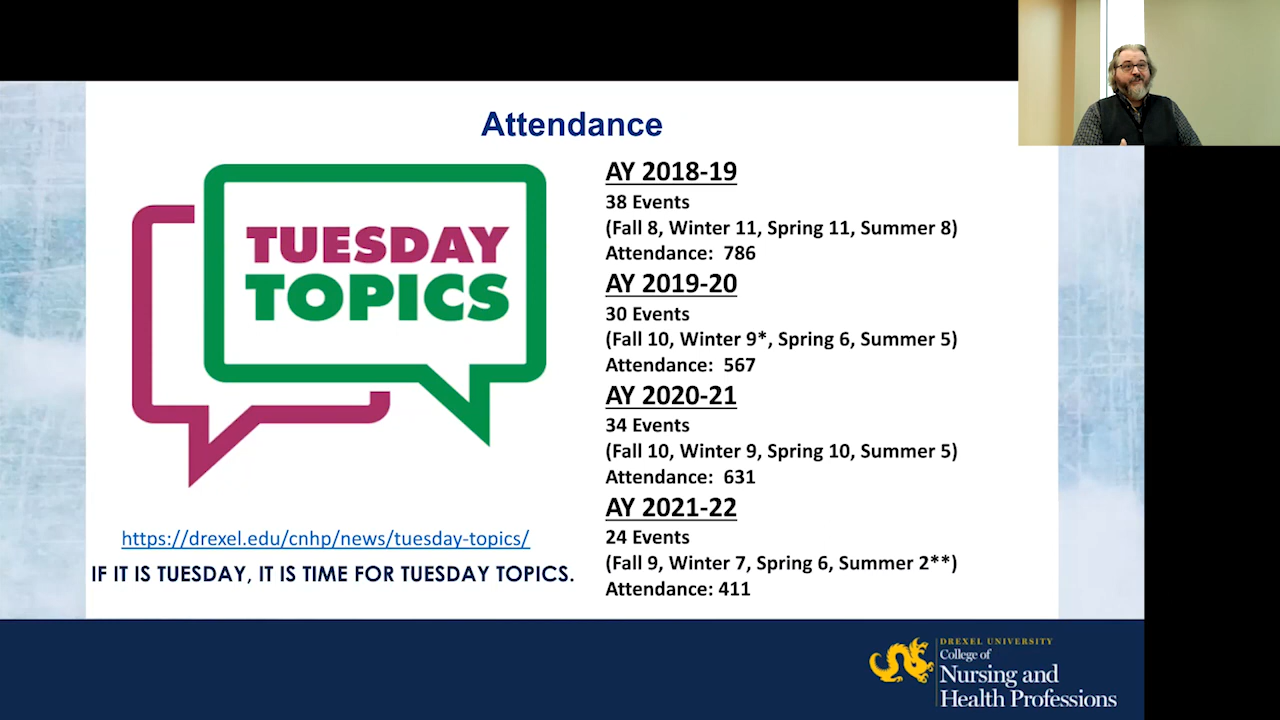 Attendance
TUESDAY
TOPICS
https://drexel.edu/cnhp/news/tuesday-topics/
IF IT IS TUESDAY, IT IS TIME FOR TUESDAY TOPICS.
AY 2018-19
38 Events
(Fall 8, Winter 11, Spring 11, Summer 8)
Attendance:  786
AY 2019-20
30 Events
(Fall 10, Winter 9*, Spring 6, Summer 5)
Attendance:  567
AY 2020-21
34 Events
(Fall 10, Winter 9, Spring 10, Summer 5)
Attendance:  631
AY 2021-22
24 Events
(Fall 9, Winter 7, Spring 6, Summer 2**)
Attendance: 411
DREXEL UNIVERSITY
College of
Nursing and
Health Professions